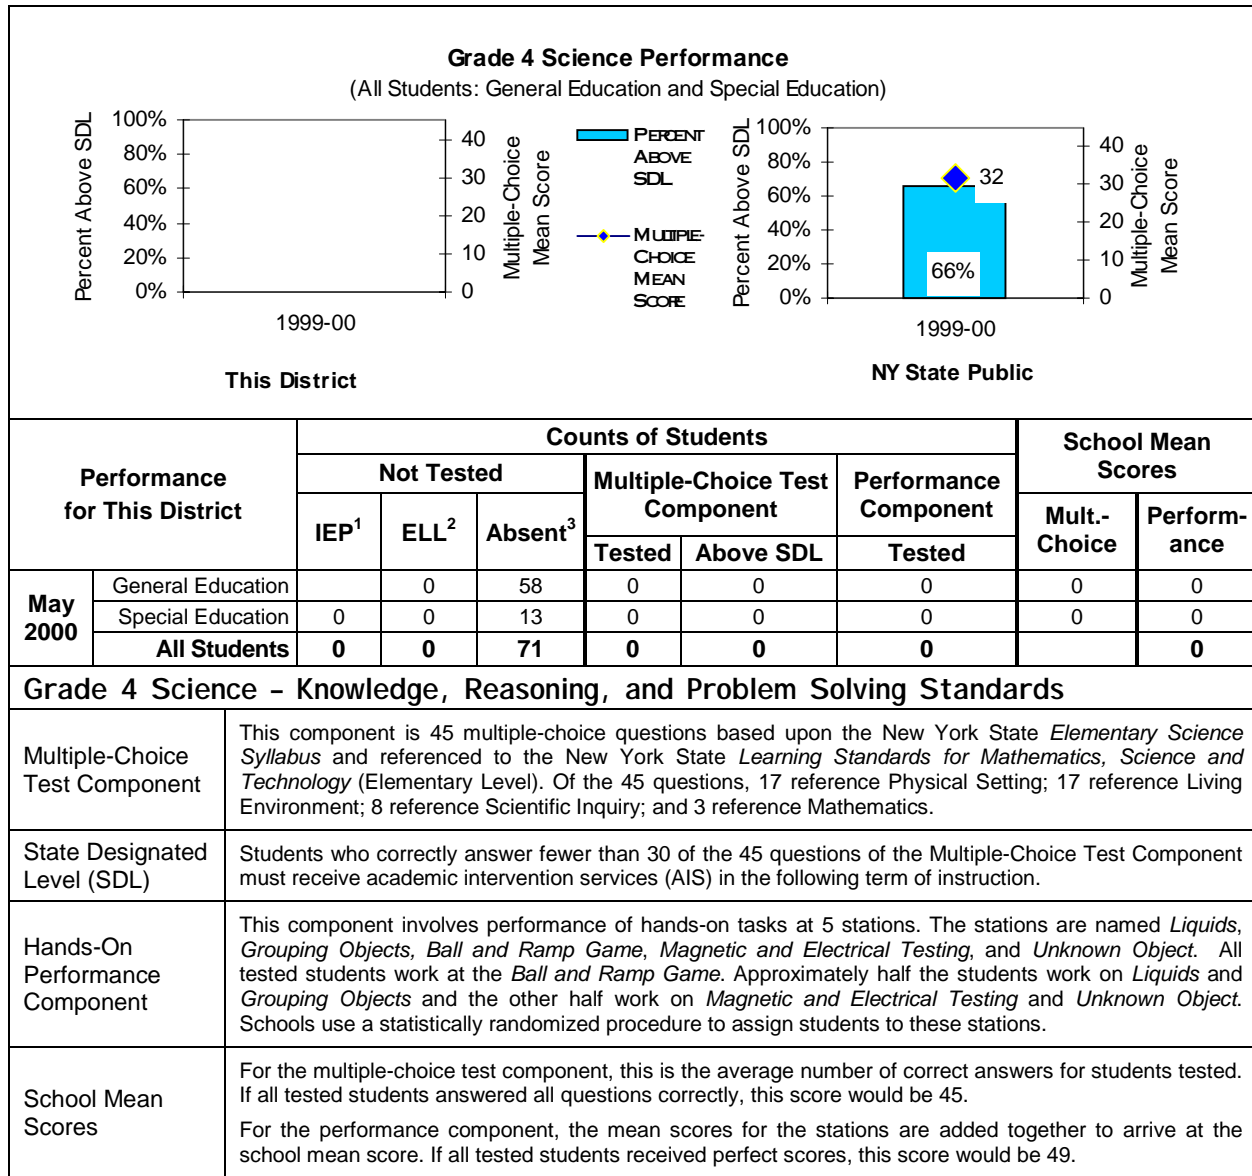 Grade 4 Science Performance
(All Students: General Education and Special Education)
Percent Above SDL
100%
80%
60%
40%
20%
0%
40
30
20
10
0
Multiple-Choice
Mean Score
1999-00
This District
PERCENT
ABOVE
SDL
MULTIPLE-
CHOICE
MEAN
SCORE
Percent Above SDL
100%
80%
60%
40%
20%
0%
32
66%
40
30
20
10
0
Multiple-Choice
Mean Score
1999-00
NY State Public
Performance
for This District
Counts of Students
School Mean
Scores
Not Tested
Multiple-Choice Test
Component
Performance
Component
IEP1 ELL2 Absent3
Mult.-
Choice
Perform-
ance
Tested Above SDL Tested
May
2000
General Education 0 58 0 0 0 0 0
Special Education 0 0 13 0 0 0 0 0
All Students 0 0 71 0 0 0 0
Grade 4 Science – Knowledge, Reasoning, and Problem Solving Standards
Multiple-Choice
Test Component
This component is 45 multiple-choice questions based upon the New York State Elementary Science
Syllabus and referenced to the New York State Learning Standards for Mathematics, Science and
Technology (Elementary Level). Of the 45 questions, 17 reference Physical Setting; 17 reference Living
Environment; 8 reference Scientific Inquiry; and 3 reference Mathematics.
State Designated
Level (SDL)
Students who correctly answer fewer than 30 of the 45 questions of the Multiple-Choice Test Component
must receive academic intervention services (AIS) in the following term of instruction.
Hands-On
Performance
Component
This component involves performance of hands-on tasks at 5 stations. The stations are named Liquids,
Grouping Objects, Ball and Ramp Game, Magnetic and Electrical Testing, and Unknown Object. All
tested students work at the Ball and Ramp Game. Approximately half the students work on Liquids and
Grouping Objects and the other half work on Magnetic and Electrical Testing and Unknown Object.
Schools use a statistically randomized procedure to assign students to these stations.
School Mean
Scores
For the multiple-choice test component, this is the average number of correct answers for students tested.
If all tested students answered all questions correctly, this score would be 45.
For the performance component, the mean scores for the stations are added together to arrive at the
school mean score. If all tested students received perfect scores, this score would be 49.